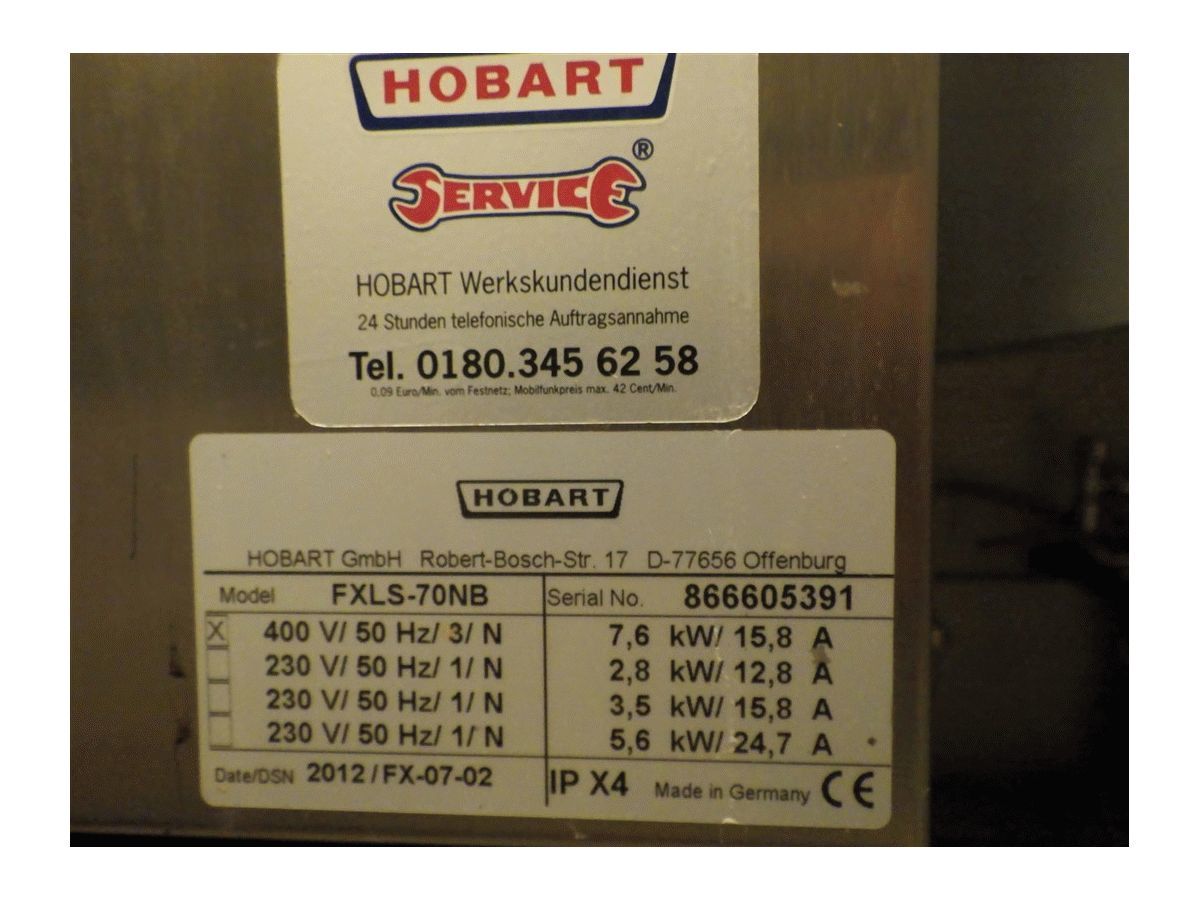 HOBART
SERVICE®
HOBART Werkskundendienst
24 Stunden telefonische Auftragsannahme
Tel. 0180.345 62 58
0,09 Euro/Min. vom Festnetz; Mobilfunkpreis max. 42 Cent/Min.
HOBART
HOBART GmbH Robert-Bosch-Str. 17 D-77656 Offenburg
Model FXLS-70NB Serial No. 866605391
X 400 V/ 50 Hz/ 3/ N 7,6 kW/ 15,8 A
230 V/ 50 Hz/ 1/ N 2,8 kW/ 12,8 A
230 V/ 50 Hz/ 1/ N 3,5 kW/ 15,8 A
230 V/ 50 Hz/ 1/ N 5,6 kW/ 24,7 A
Date/DSN 2012/FX-07-02 IP X4 Made in Germany CE